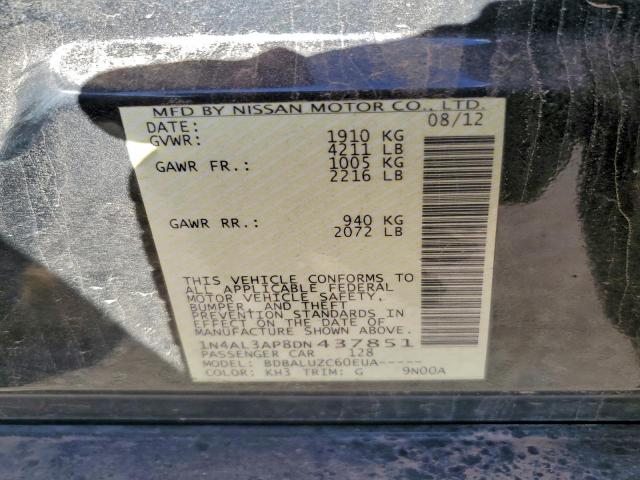 MFD BY NISSAN MOTOR CO., LTD.
DATE: 08/12
GVWR: 1910 KG
4211 LB
GAWR FR.: 1005 KG
2216 LB
GAWR RR.: 940 KG
2072 LB
THIS VEHICLE CONFORMS TO
ALL APPLICABLE FEDERAL
MOTOR VEHICLE SAFETY,
BUMPER, AND THEFT
PREVENTION STANDARDS IN
EFFECT ON THE DATE OF
MANUFACTURE SHOWN ABOVE.
1N4AL3AP8DN437851
PASSENGER CAR 128
MODEL: BDBALUZC60EUA-----
COLOR: KH3 TRIM: G 9N00A